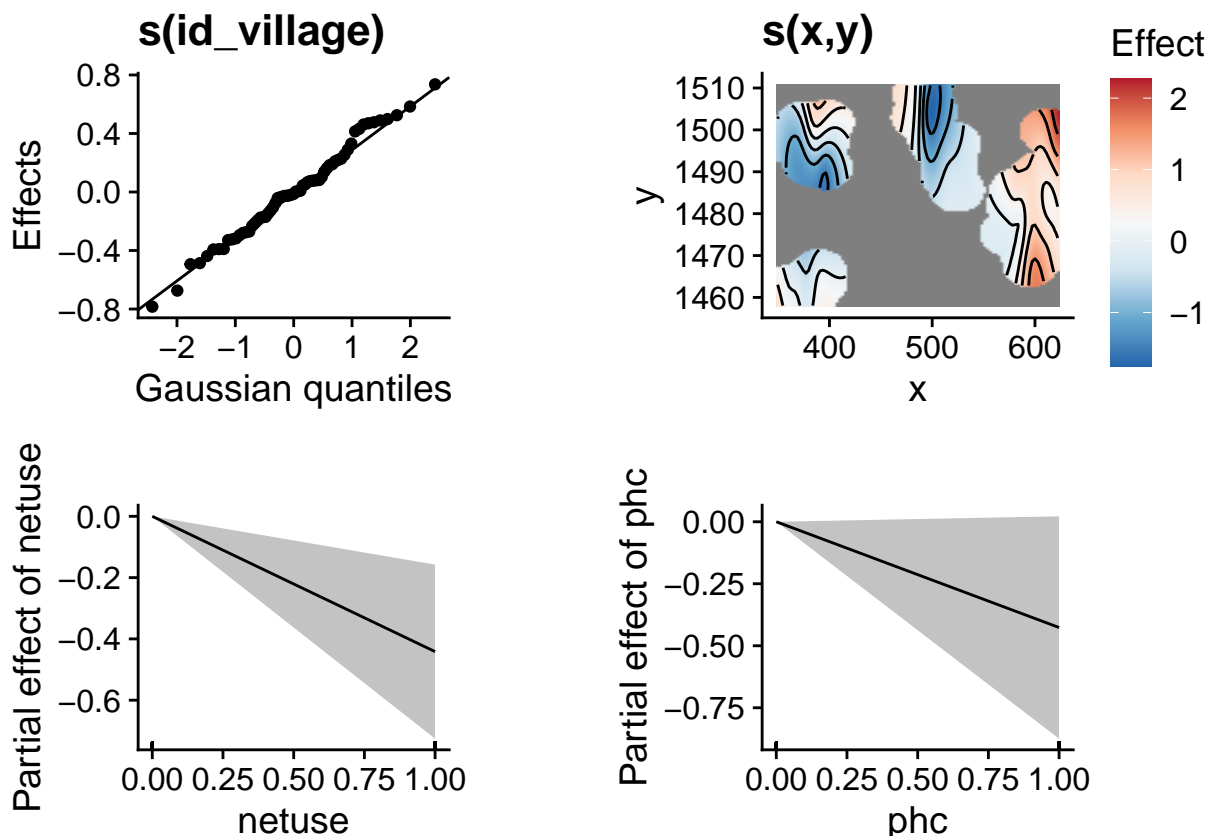 s(id_village)
0.8
0.4
0.0
−0.4
−0.8
Effects
−2 −1 0 1 2
Gaussian quantiles
s(x,y)
1510
1500
1490
1480
1470
1460
y
400 500 600
x
Effect
2
1
0
−1
0.0
−0.2
−0.4
−0.6
Partial effect of netuse
0.00 0.25 0.50 0.75 1.00
netuse
0.00
−0.25
−0.50
−0.75
Partial effect of phc
0.00 0.25 0.50 0.75 1.00
phc